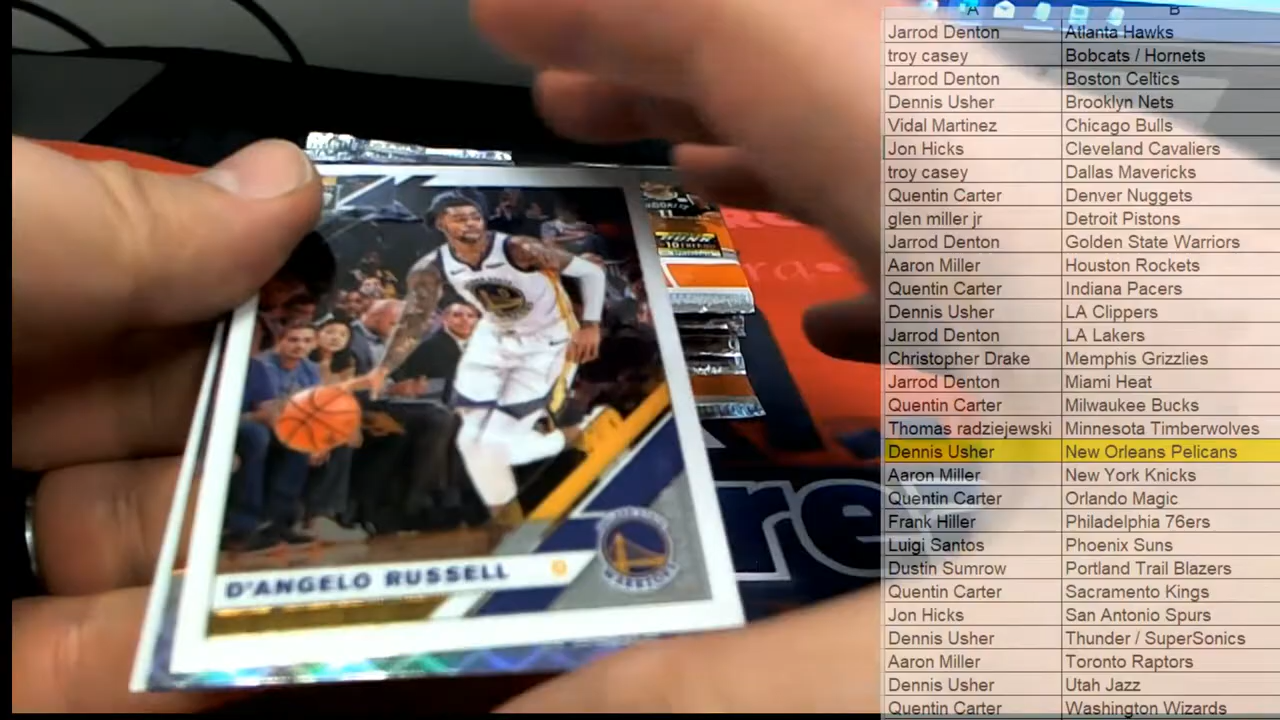 A B
Jarrod Denton Atlanta Hawks
troy casey Bobcats / Hornets
Jarrod Denton Boston Celtics
Dennis Usher Brooklyn Nets
Vidal Martinez Chicago Bulls
Jon Hicks Cleveland Cavaliers
troy casey Dallas Mavericks
Quentin Carter Denver Nuggets
glen miller jr Detroit Pistons
Jarrod Denton Golden State Warriors
Aaron Miller Houston Rockets
Quentin Carter Indiana Pacers
Dennis Usher LA Clippers
Jarrod Denton LA Lakers
Christopher Drake Memphis Grizzlies
Jarrod Denton Miami Heat
Quentin Carter Milwaukee Bucks
Thomas radziejewski Minnesota Timberwolves
Dennis Usher New Orleans Pelicans
Aaron Miller New York Knicks
Quentin Carter Orlando Magic
Frank Hiller Philadelphia 76ers
Luigi Santos Phoenix Suns
Dustin Sumrow Portland Trail Blazers
Quentin Carter Sacramento Kings
Jon Hicks San Antonio Spurs
Dennis Usher Thunder / SuperSonics
Aaron Miller Toronto Raptors
Dennis Usher Utah Jazz
Quentin Carter Washington Wizards
D'ANGELO RUSSELL
WARRIORS